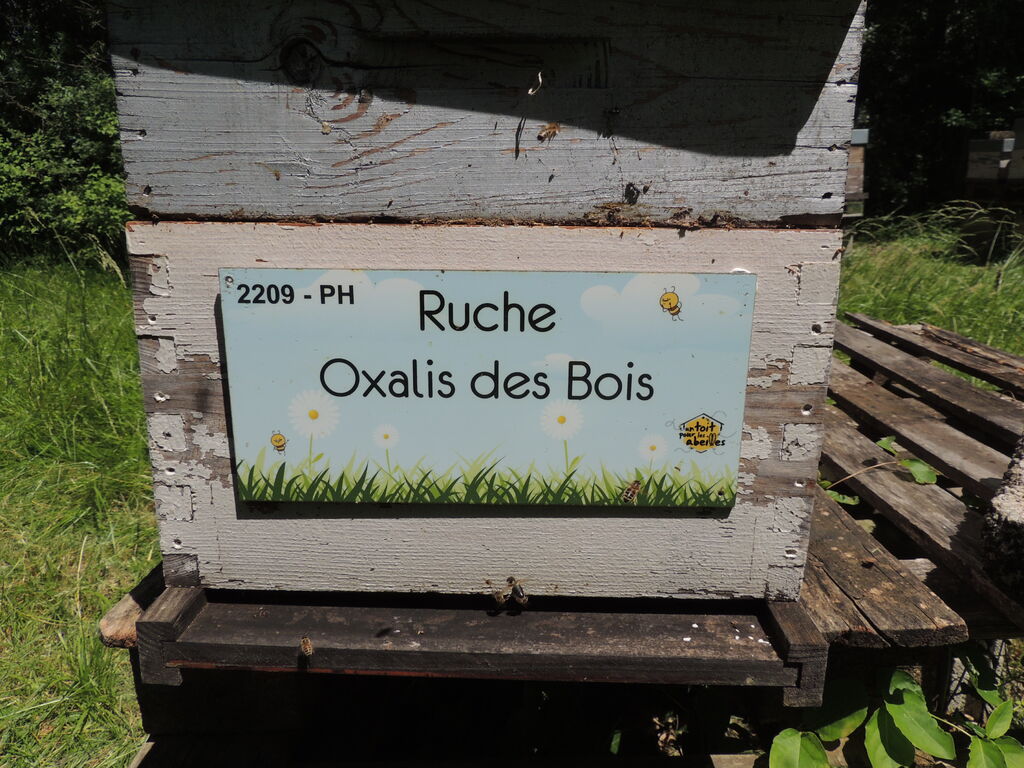 2209 - PH
Ruche
Oxalis des Bois
un toit
pour les
abeilles